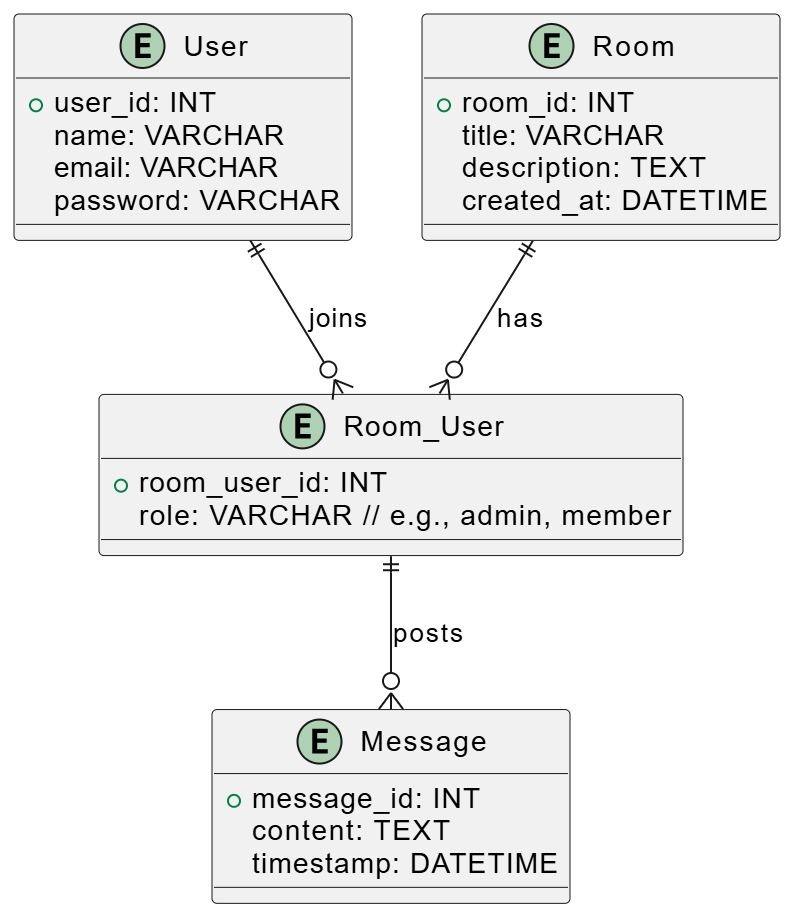 E User
user_id: INT
name: VARCHAR
email: VARCHAR
password: VARCHAR
E Room
room_id: INT
title: VARCHAR
description: TEXT
created_at: DATETIME
joins
has
E Room_User
room_user_id: INT
role: VARCHAR // e.g., admin, member
posts
E Message
message_id: INT
content: TEXT
timestamp: DATETIME